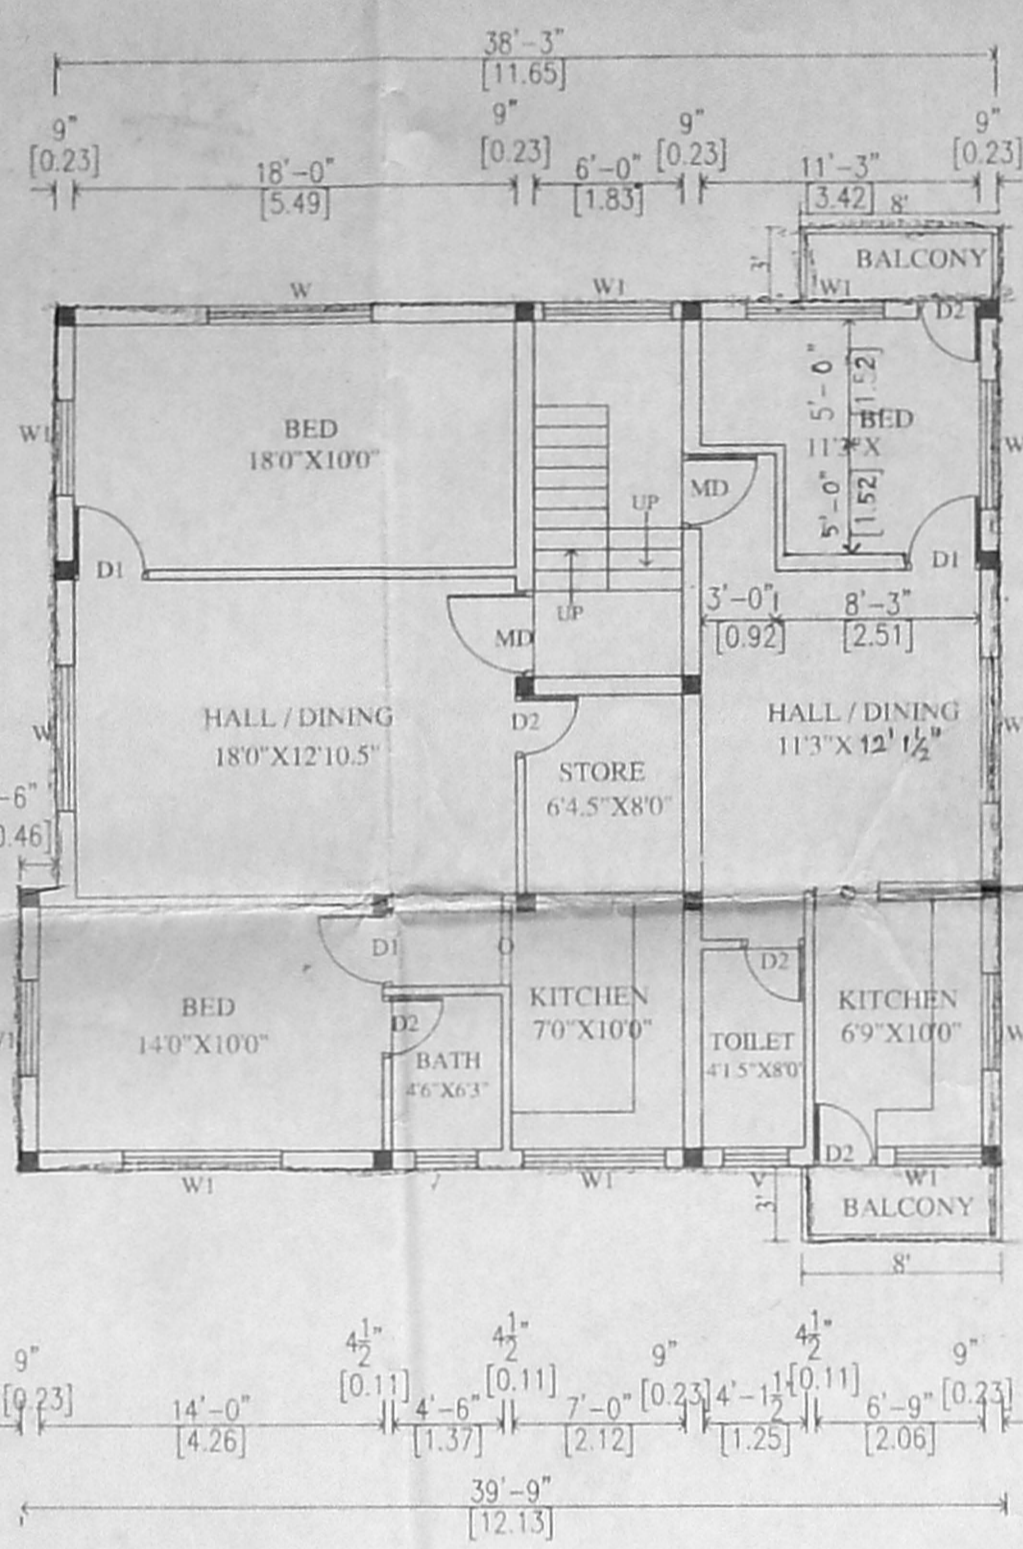 38'-3"
[11.65]
9"
[0.23]
18'-0"
[5.49]
9"
[0.23]
6'-0"
[1.83]
9"
[0.23]
11'-3"
[3.42]
9"
[0.23]
8'
3'
BALCONY
W
W1
W1
D2
W1
BED
18'0"X10'0"
5'-0"
[1.52]
BED
11'3"X
W
MD
UP
5'-0"
[1.52]
D1
D1
UP
3'-0"
[0.92]
8'-3"
[2.51]
MD
W
HALL / DINING
18'0"X12'10.5"
D2
HALL / DINING
11'3"X 12' 1½"
W
STORE
6'4.5"X8'0"
-6"
0.46]
D1
O
O
D2
BED
14'0"X10'0"
D2
BATH
4'6"X6'3"
KITCHEN
7'0"X10'0"
TOILET
4'1.5"X8'0"
KITCHEN
6'9"X10'0"
W
D2
W1
W1
V
W1
3'
BALCONY
8'
9"
[0.23]
14'-0"
[4.26]
4½"
[0.11]
4'-6"
[1.37]
4½"
[0.11]
7'-0"
[2.12]
9"
[0.23]
4'-1½"
[1.25]
4½"
[0.11]
6'-9"
[2.06]
9"
[0.23]
39'-9"
[12.13]